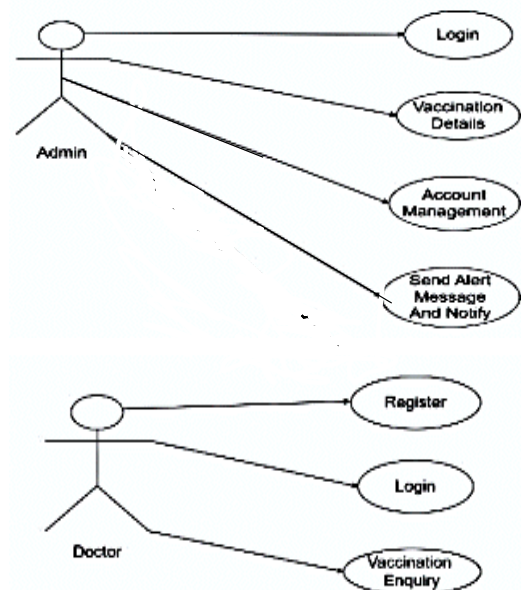 Login
Vaccination
Details
Admin
Account
Management
Send Alert
Message
And Notify
Register
Login
Doctor
Vaccination
Enquiry